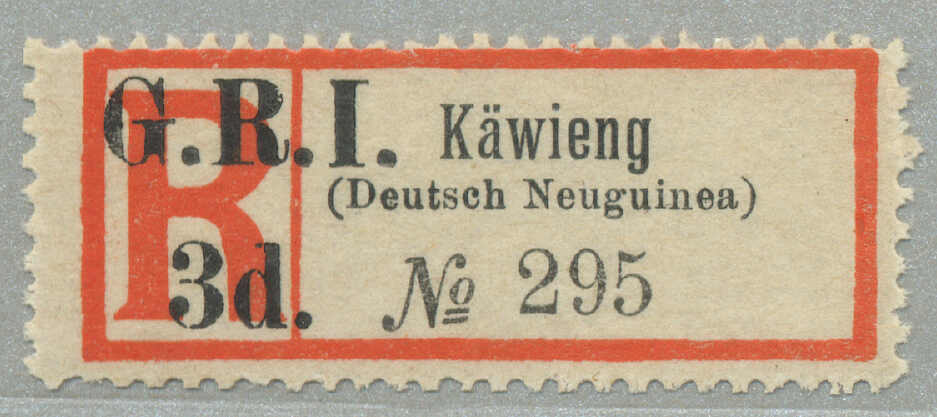 R
G.R.I.
3d.
Käwieng
(Deutsch Neuguinea)
№ 295